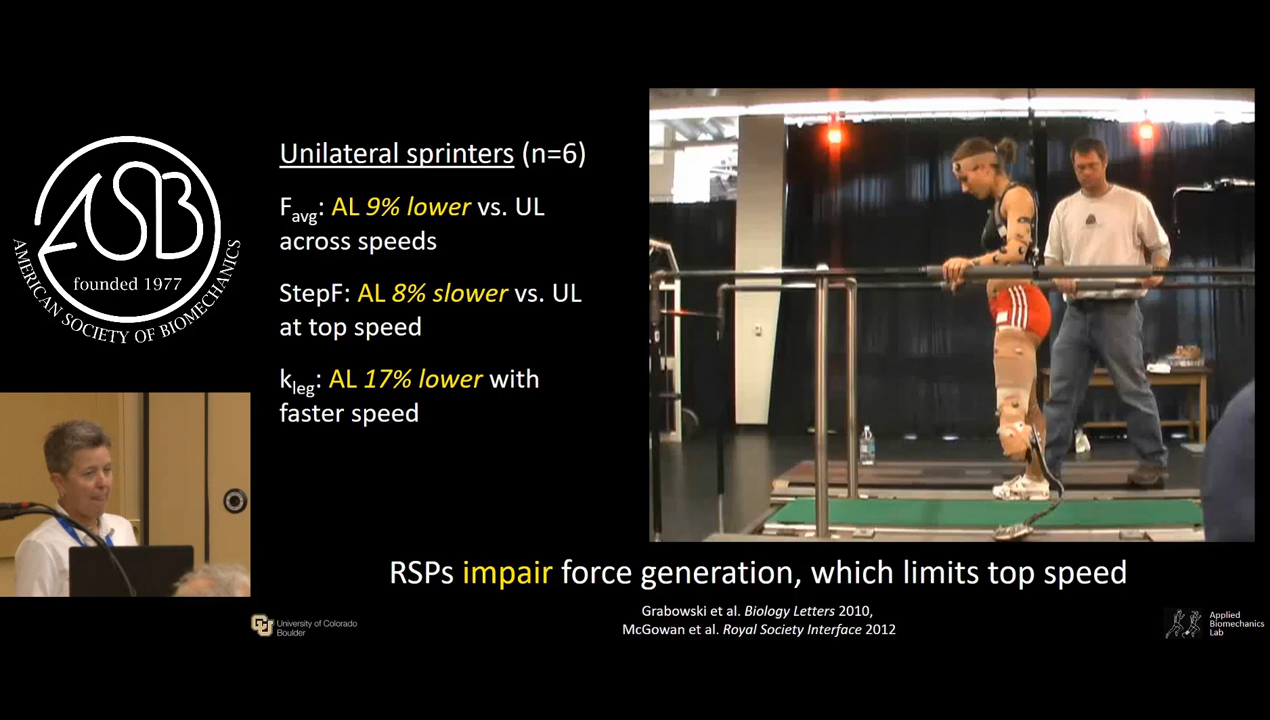 ASB
founded 1977
AMERICAN SOCIETY OF BIOMECHANICS
Unilateral sprinters (n=6)
Favg: AL 9% lower vs. UL
across speeds
StepF: AL 8% slower vs. UL
at top speed
kleg: AL 17% lower with
faster speed
RSPs impair force generation, which limits top speed
Grabowski et al. Biology Letters 2010,
McGowan et al. Royal Society Interface 2012
CU
University of Colorado
Boulder
Applied
Biomechanics
Lab